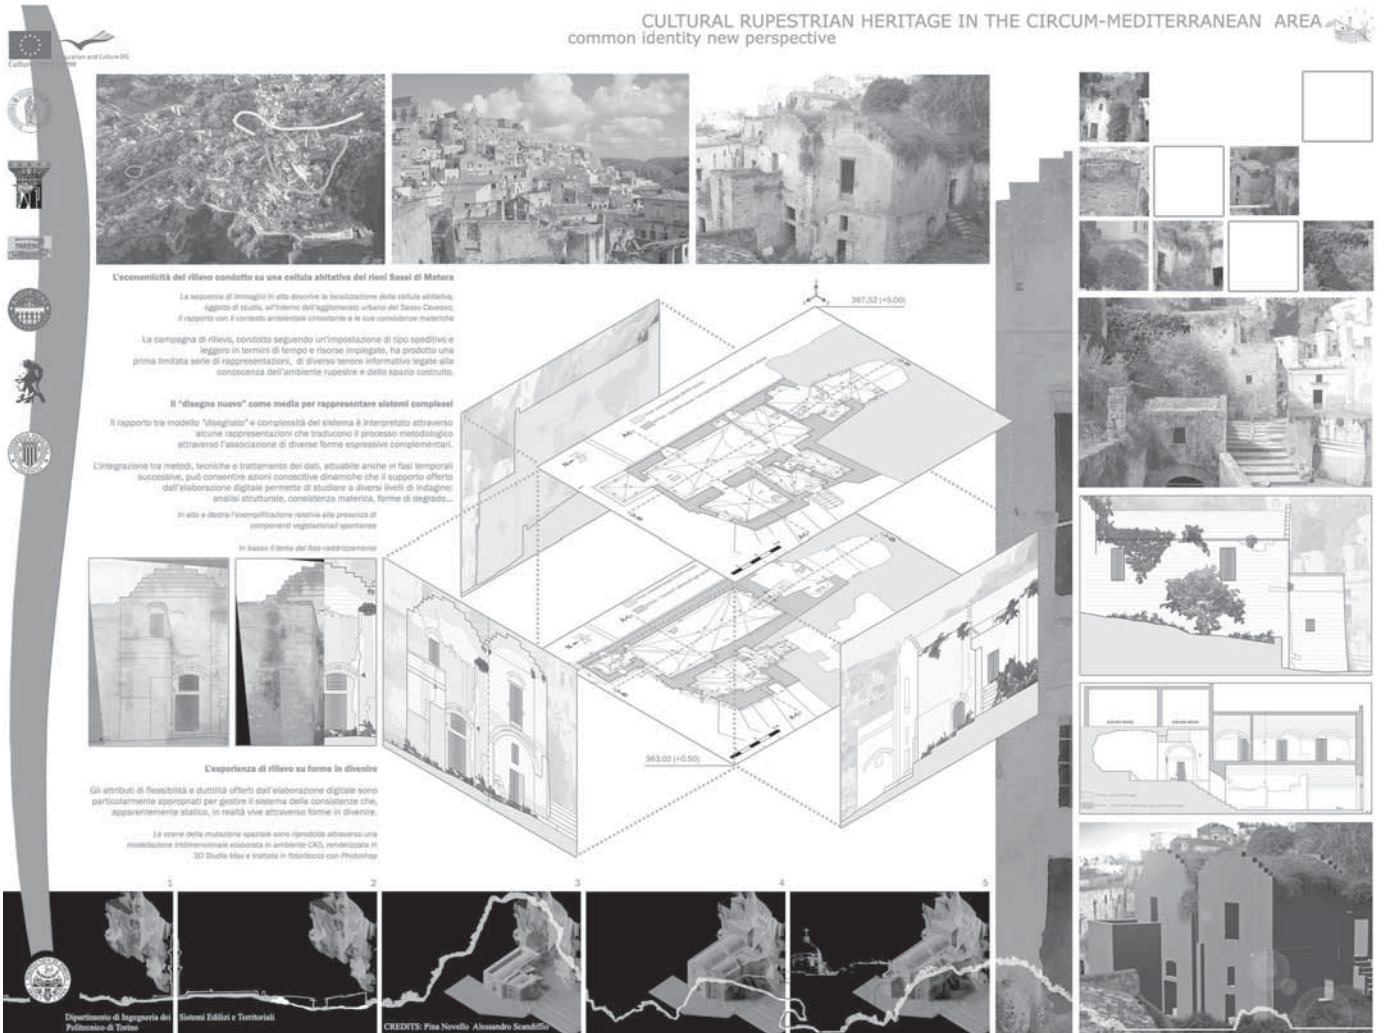 CULTURAL RUPESTRIAN HERITAGE IN THE CIRCUM-MEDITERRANEAN AREA
common identity new perspective
Education and Culture DG
L'economicità del rilievo condotto su una cellula abitativa dei rioni Sassi di Matera
La sequenza di immagini in alto descrive la localizzazione della cellula abitativa,
oggetto di studio, all'interno dell'agglomerato urbano del Sasso Caveoso,
il rapporto con il contesto ambientale circostante e le sue consistenze materiche
La campagna di rilievo, condotto seguendo un'impostazione di tipo speditivo e
leggero in termini di tempo e risorse impiegate, ha prodotto una
prima limitata serie di rappresentazioni, di diverso tenore informativo legate alla
conoscenza dell'ambiente rupestre e dello spazio costruito.
Il "disegno nuovo" come media per rappresentare sistemi complessi
Il rapporto tra modello "disegnato" e complessità del sistema è interpretato attraverso
alcune rappresentazioni che traducono il processo metodologico
attraverso l'associazione di diverse forme espressive complementari.
L'integrazione tra metodi, tecniche e trattamento dei dati, attuabile anche in fasi temporali
successive, può consentire azioni conoscitive dinamiche che il supporto offerto
dall'elaborazione digitale permette di studiare a diversi livelli di indagine:
analisi strutturale, consistenza materica, forme di degrado...
In alto a destra l'esemplificazione relativa alla presenza di
componenti vegetazionali spontanee
In basso il tema del foto-raddrizzamento
367.52 (+5.00)
363.02 (+0.50)
L'esperienza di rilievo su forme in divenire
Gli attributi di flessibilità e duttilità offerti dall'elaborazione digitale sono
particolarmente appropriati per gestire il sistema delle consistenze che,
apparentemente statico, in realtà vive attraverso forme in divenire.
Le scene della mutazione spaziale sono riprodotte attraverso una
modellazione tridimensionale elaborata in ambiente CAD, renderizzata in
3D Studio Max e trattata in fotoritocco con Photoshop
1 2 3 4 5
Dipartimento di Ingegneria dei Sistemi Edilizi e Territoriali
Politecnico di Torino
CREDITS: Pina Novello Alessandro Scandiffio